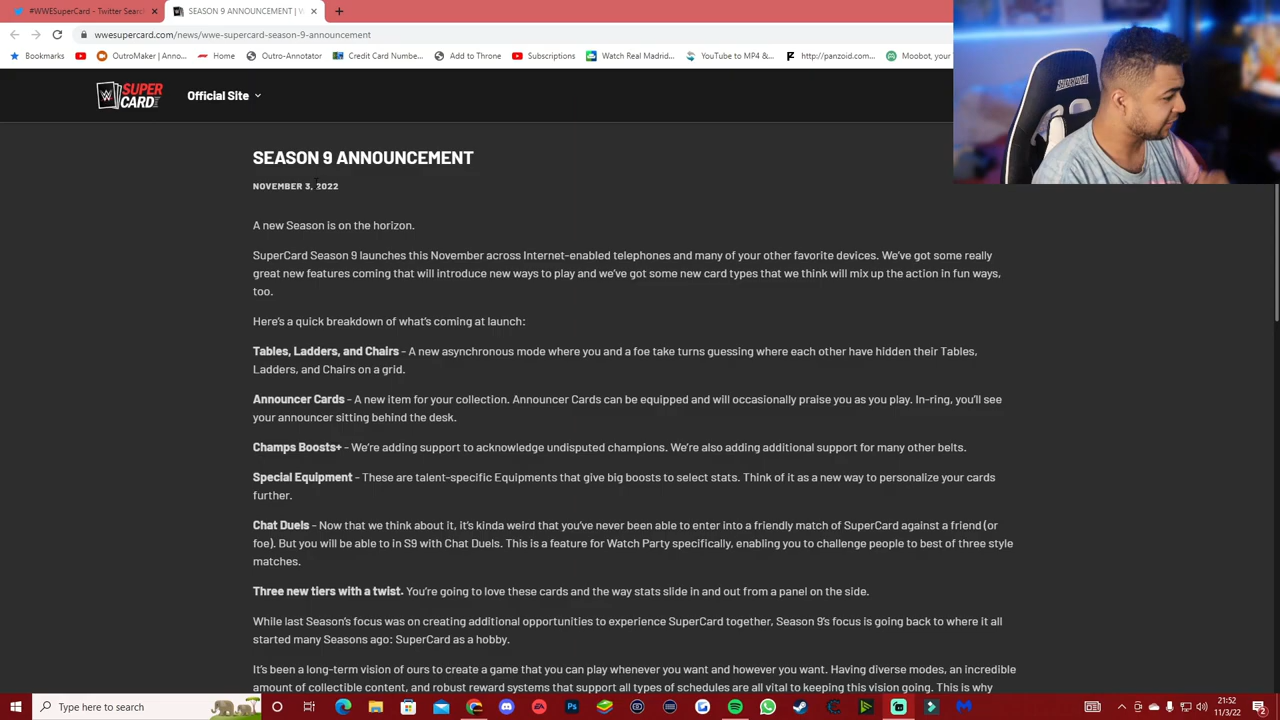 #WWESuperCard - Twitter Searc
SEASON 9 ANNOUNCEMENT | W
wwesupercard.com/news/wwe-supercard-season-9-announcement
Bookmarks
OutroMaker | Anno...
Home
Outro-Annotator
Credit Card Numbe...
Add to Throne
Subscriptions
Watch Real Madrid...
YouTube to MP4 &...
http://panzoid.com...
Moobot, your
W SUPER CARD
Official Site
SEASON 9 ANNOUNCEMENT
NOVEMBER 3, 2022
A new Season is on the horizon.
SuperCard Season 9 launches this November across Internet-enabled telephones and many of your other favorite devices. We've got some really
great new features coming that will introduce new ways to play and we've got some new card types that we think will mix up the action in fun ways,
too.
Here's a quick breakdown of what's coming at launch:
Tables, Ladders, and Chairs - A new asynchronous mode where you and a foe take turns guessing where each other have hidden their Tables,
Ladders, and Chairs on a grid.
Announcer Cards - A new item for your collection. Announcer Cards can be equipped and will occasionally praise you as you play. In-ring, you'll see
your announcer sitting behind the desk.
Champs Boosts+ - We're adding support to acknowledge undisputed champions. We're also adding additional support for many other belts.
Special Equipment - These are talent-specific Equipments that give big boosts to select stats. Think of it as a new way to personalize your cards
further.
Chat Duels - Now that we think about it, it's kinda weird that you've never been able to enter into a friendly match of SuperCard against a friend (or
foe). But you will be able to in S9 with Chat Duels. This is a feature for Watch Party specifically, enabling you to challenge people to best of three style
matches.
Three new tiers with a twist. You're going to love these cards and the way stats slide in and out from a panel on the side.
While last Season's focus was on creating additional opportunities to experience SuperCard together, Season 9's focus is going back to where it all
started many Seasons ago: SuperCard as a hobby.
It's been a long-term vision of ours to create a game that you can play whenever you want and however you want. Having diverse modes, an incredible
amount of collectible content, and robust reward systems that support all types of schedules are all vital to keeping this vision going. This is why
Type here to search
21:52
11/3/22